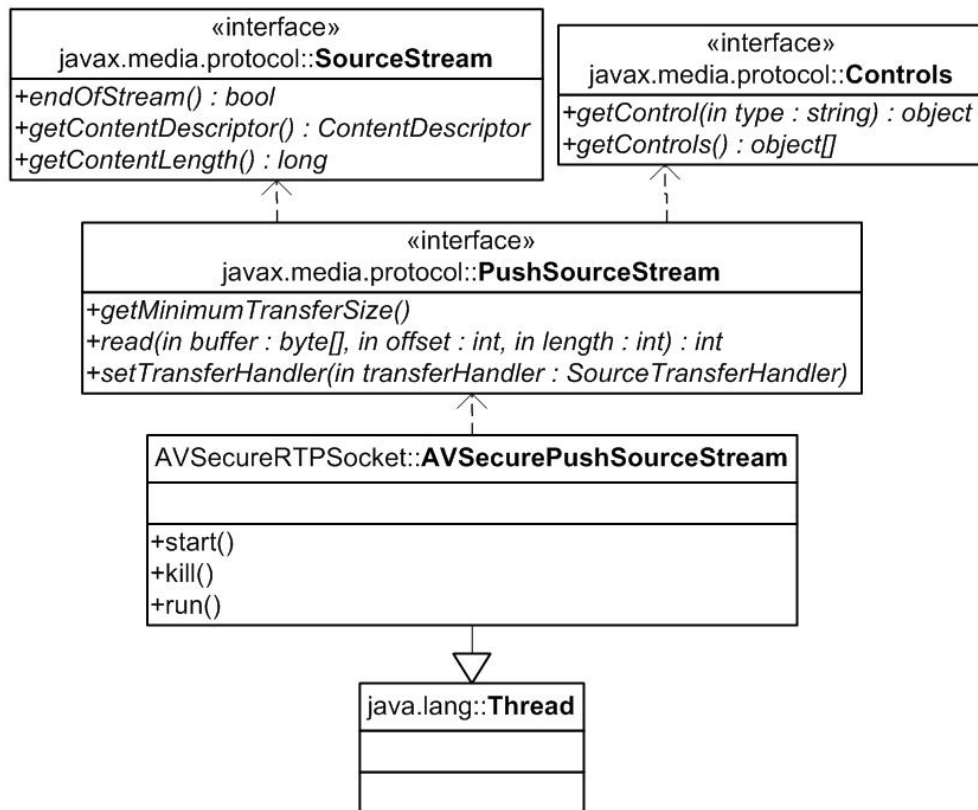 «interface»
javax.media.protocol::SourceStream
+endOfStream() : bool
+getContentDescriptor() : ContentDescriptor
+getContentLength() : long
«interface»
javax.media.protocol::Controls
+getControl(in type : string) : object
+getControls() : object[]
«interface»
javax.media.protocol::PushSourceStream
+getMinimumTransferSize()
+read(in buffer : byte[], in offset : int, in length : int) : int
+setTransferHandler(in transferHandler : SourceTransferHandler)
AVSecureRTPSocket::AVSecurePushSourceStream
+start()
+kill()
+run()
java.lang::Thread